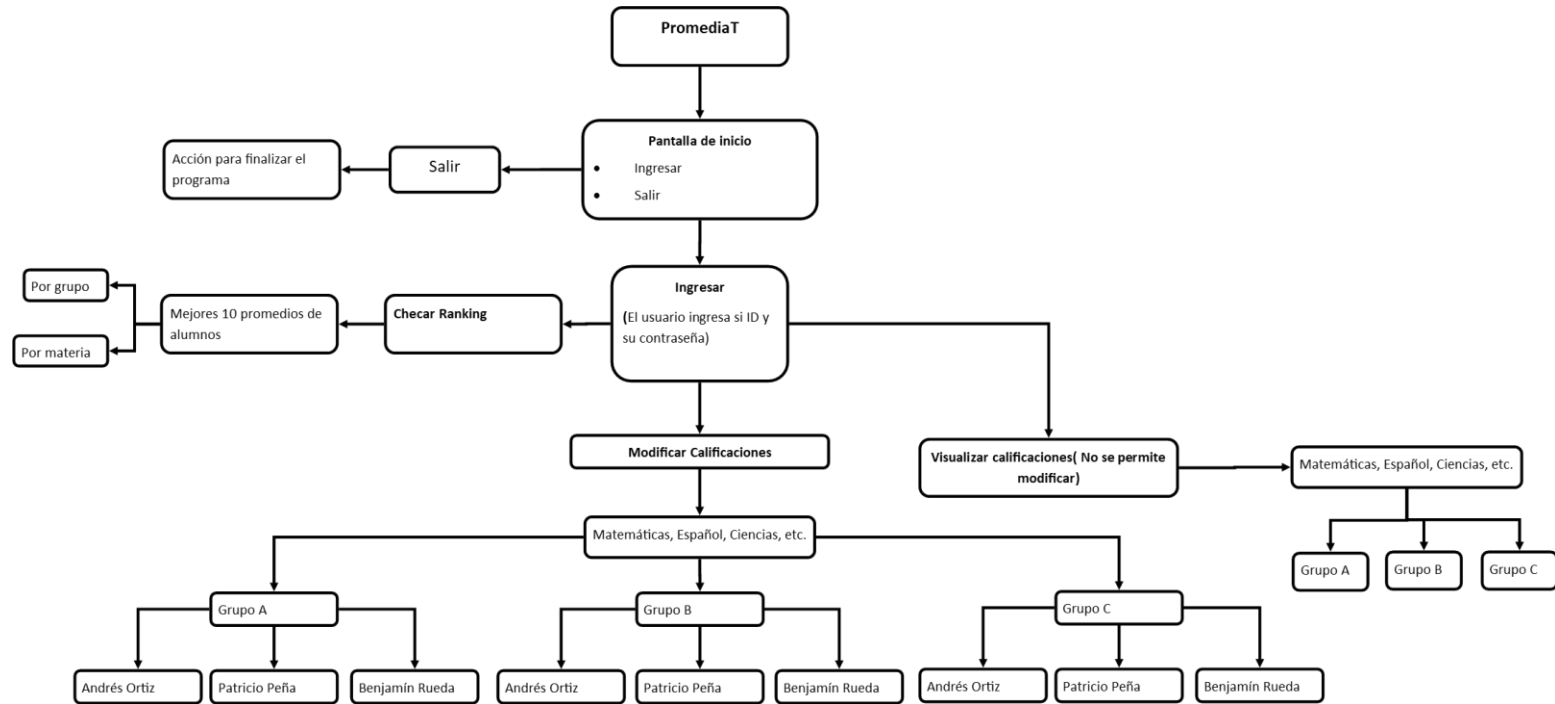 PromediaT
Pantalla de inicio
• Ingresar
• Salir
Salir
Acción para finalizar el
programa
Ingresar
(El usuario ingresa si ID y
su contraseña)
Checar Ranking
Mejores 10 promedios de
alumnos
Por grupo
Por materia
Modificar Calificaciones
Visualizar calificaciones( No se permite
modificar)
Matemáticas, Español, Ciencias, etc.
Grupo A
Grupo B
Grupo C
Matemáticas, Español, Ciencias, etc.
Grupo A
Grupo B
Grupo C
Andrés Ortiz
Patricio Peña
Benjamín Rueda
Andrés Ortiz
Patricio Peña
Benjamín Rueda
Andrés Ortiz
Patricio Peña
Benjamín Rueda